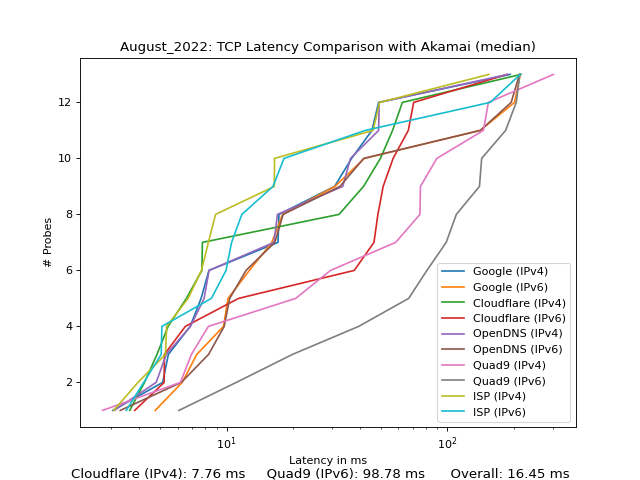 August_2022: TCP Latency Comparison with Akamai (median)
# Probes
12
10
8
6
4
2
10¹
10²
Latency in ms
Google (IPv4)
Google (IPv6)
Cloudflare (IPv4)
Cloudflare (IPv6)
OpenDNS (IPv4)
OpenDNS (IPv6)
Quad9 (IPv4)
Quad9 (IPv6)
ISP (IPv4)
ISP (IPv6)
Cloudflare (IPv4): 7.76 ms Quad9 (IPv6): 98.78 ms Overall: 16.45 ms